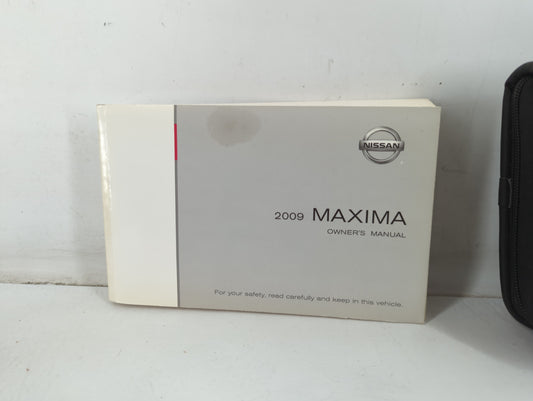 NISSAN
2009 MAXIMA
OWNER'S MANUAL
For your safety, read carefully and keep in this vehicle.